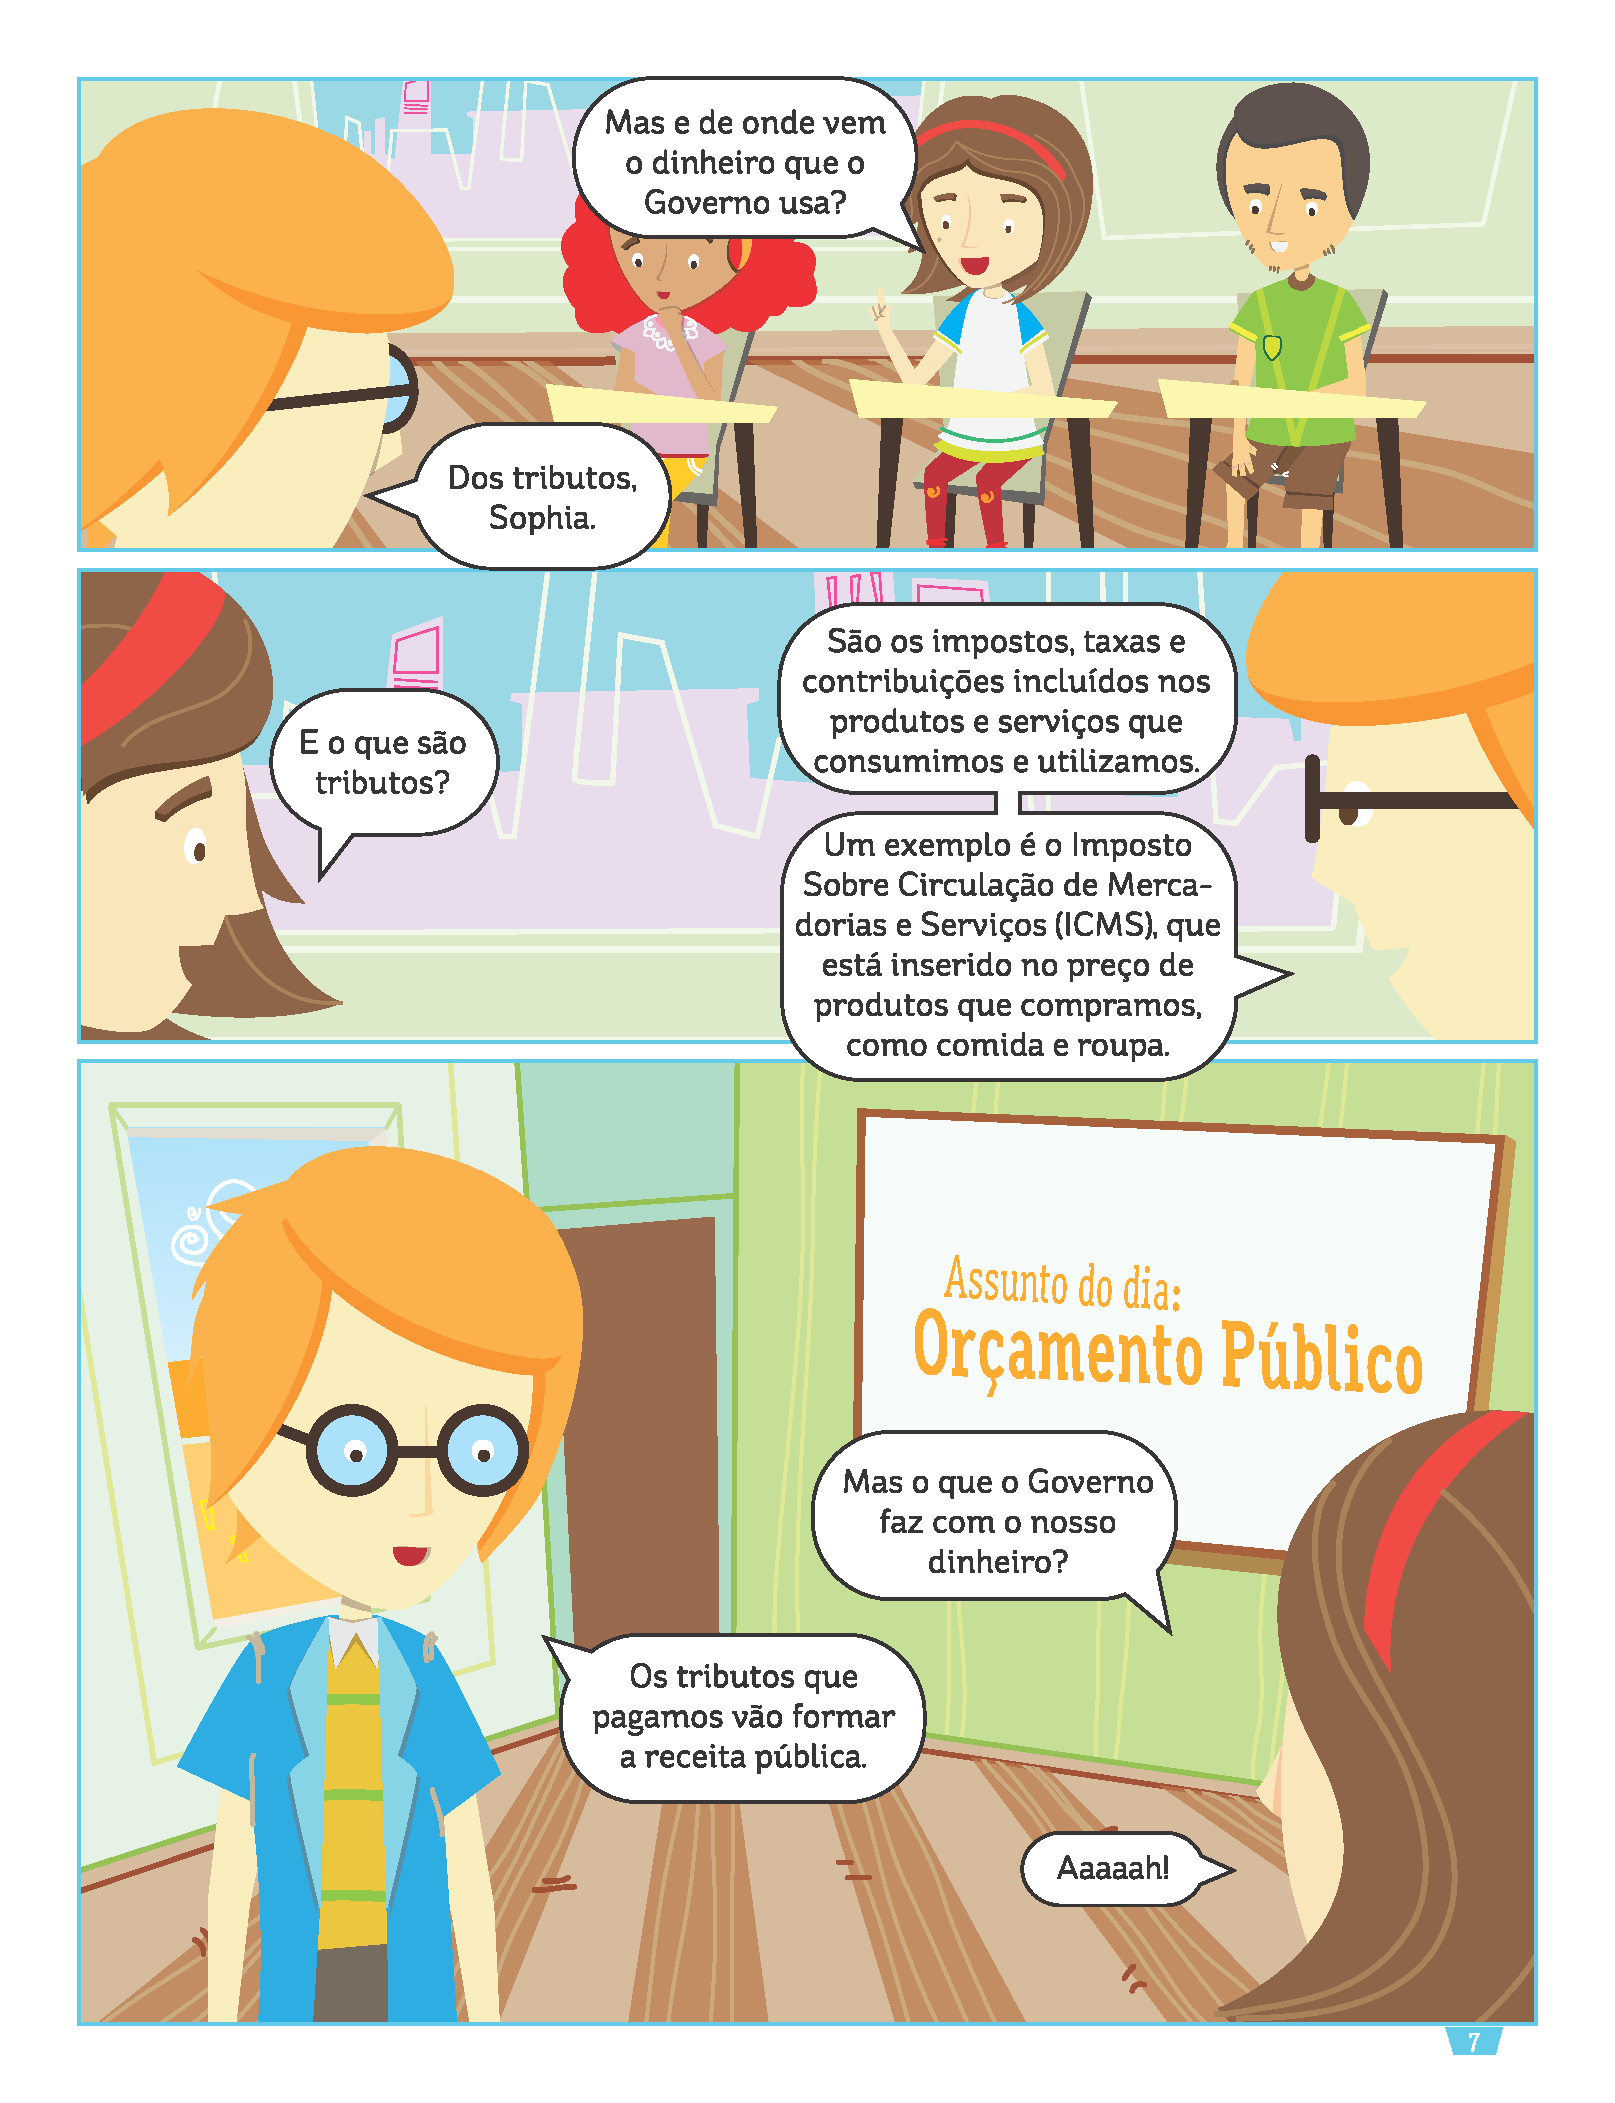 Mas e de onde vem
o dinheiro que o
Governo usa?
Dos tributos,
Sophia.
E o que são
tributos?
São os impostos, taxas e
contribuições incluídos nos
produtos e serviços que
consumimos e utilizamos.
Um exemplo é o Imposto
Sobre Circulação de Merca-
dorias e Serviços (ICMS), que
está inserido no preço de
produtos que compramos,
como comida e roupa.
Assunto do dia:
Orçamento Público
Mas o que o Governo
faz com o nosso
dinheiro?
Os tributos que
pagamos vão formar
a receita pública.
Aaaaah!
7